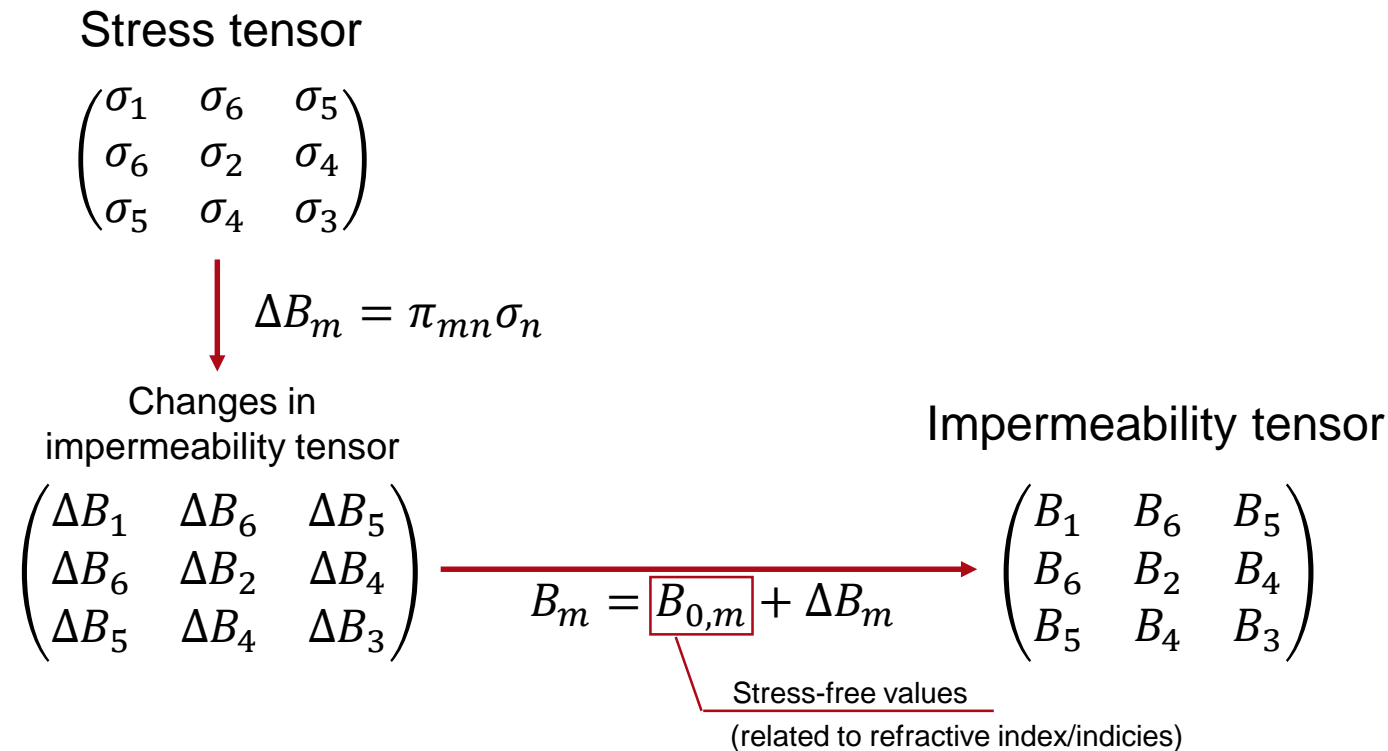 Stress tensor
σ₁ σ₆ σ₅
σ₆ σ₂ σ₄
σ₅ σ₄ σ₃
ΔBₘ = πₘₙσₙ
Changes in
impermeability tensor
ΔB₁ ΔB₆ ΔB₅
ΔB₆ ΔB₂ ΔB₄
ΔB₅ ΔB₄ ΔB₃
Bₘ = B₀,ₘ + ΔBₘ
Stress-free values
(related to refractive index/indicies)
Impermeability tensor
B₁ B₆ B₅
B₆ B₂ B₄
B₅ B₄ B₃